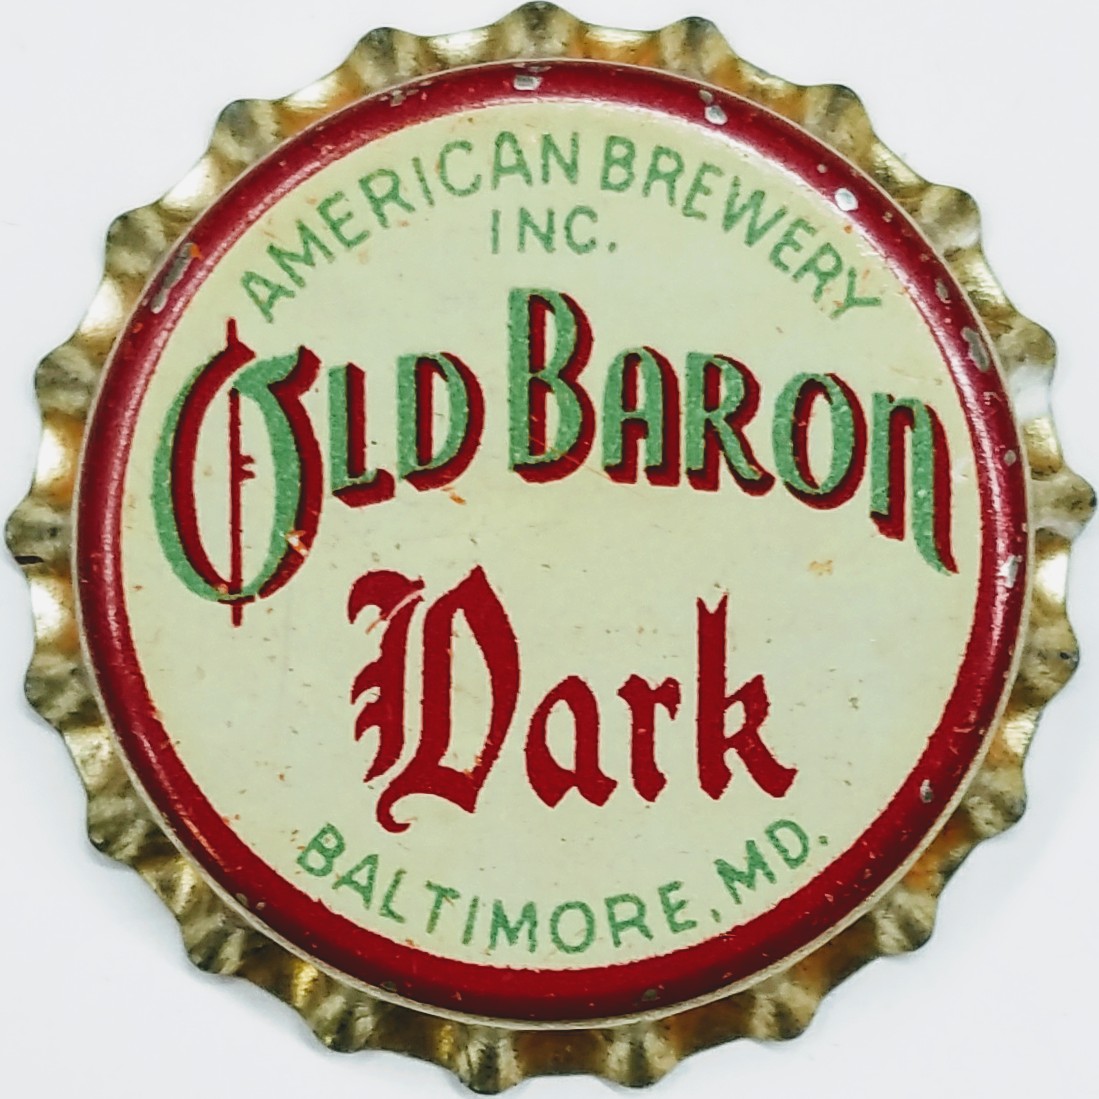 AMERICAN BREWERY
INC.
OLD BARON
Dark
BALTIMORE, MD.